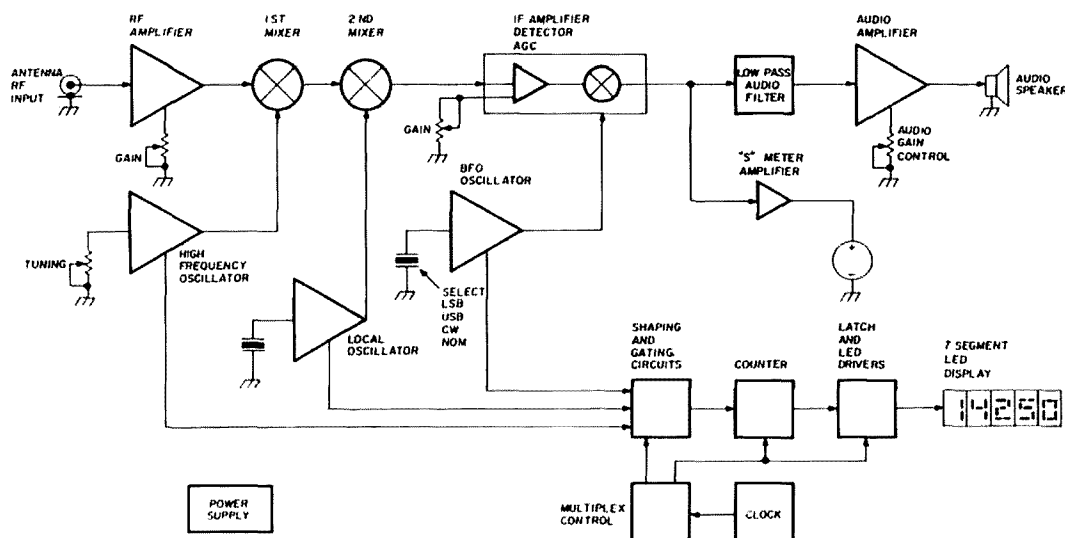 RF
AMPLIFIER
1ST
MIXER
2ND
MIXER
IF AMPLIFIER
DETECTOR
AGC
AUDIO
AMPLIFIER
ANTENNA
RF
INPUT
LOW PASS
AUDIO
FILTER
AUDIO
SPEAKER
GAIN
GAIN
AUDIO
GAIN
CONTROL
"S" METER
AMPLIFIER
BFO
OSCILLATOR
TUNING
HIGH
FREQUENCY
OSCILLATOR
SELECT
LSB
USB
CW
NOM
LOCAL
OSCILLATOR
SHAPING
AND
GATING
CIRCUITS
COUNTER
LATCH
AND
LED
DRIVERS
7 SEGMENT
LED
DISPLAY
14250
POWER
SUPPLY
MULTIPLEX
CONTROL
CLOCK